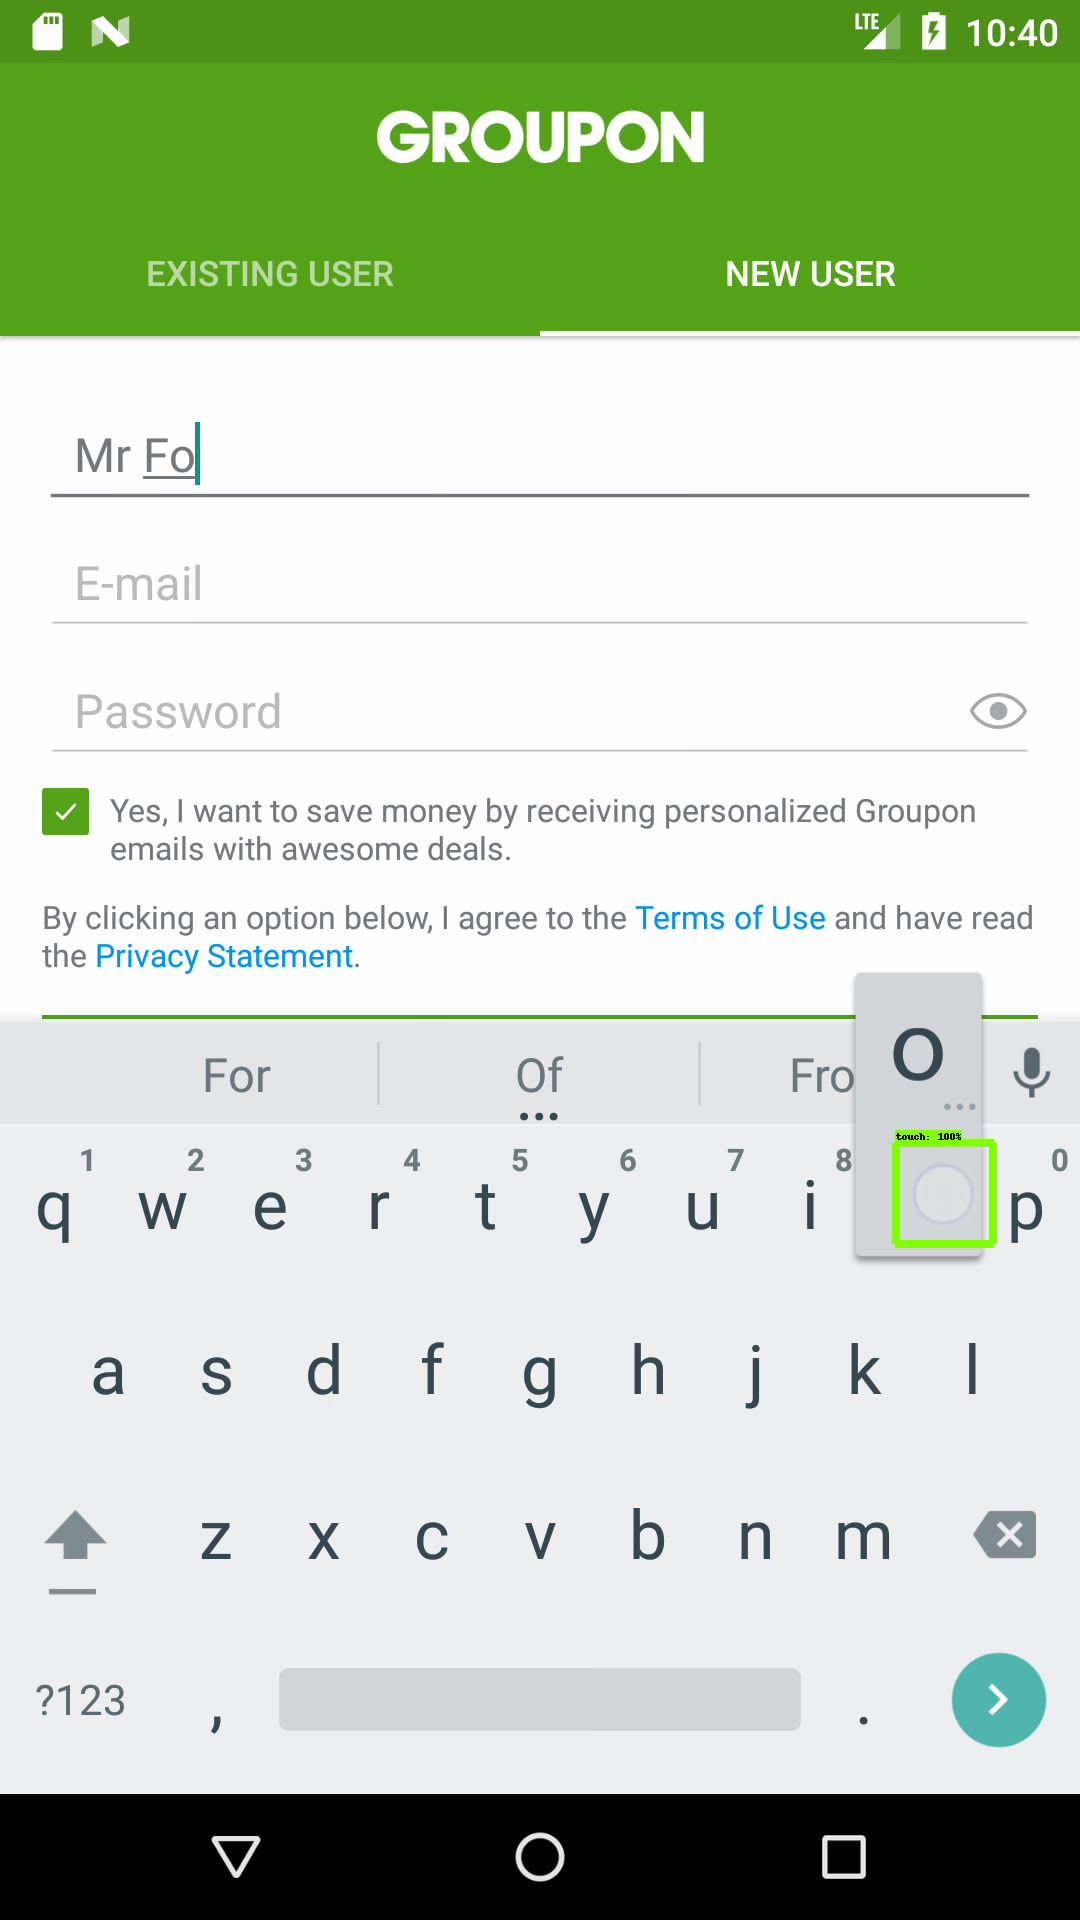 LTE 10:40
GROUPON
EXISTING USER NEW USER
Mr Fo
E-mail
Password
Yes, I want to save money by receiving personalized Groupon
emails with awesome deals.
By clicking an option below, I agree to the Terms of Use and have read
the Privacy Statement.
For Of Fro o
touch: 100%
1 2 3 4 5 6 7 8 0
q w e r t y u i p
a s d f g h j k l
z x c v b n m
?123 , .